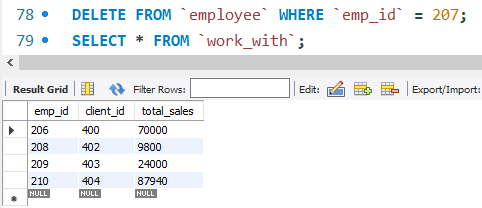 78 DELETE FROM `employee` WHERE `emp_id` = 207;
79 SELECT * FROM `work_with`;
Result Grid Filter Rows: Edit: Export/Import:
emp_id client_id total_sales
206 400 70000
208 402 9800
209 403 24000
210 404 87940
NULL NULL NULL